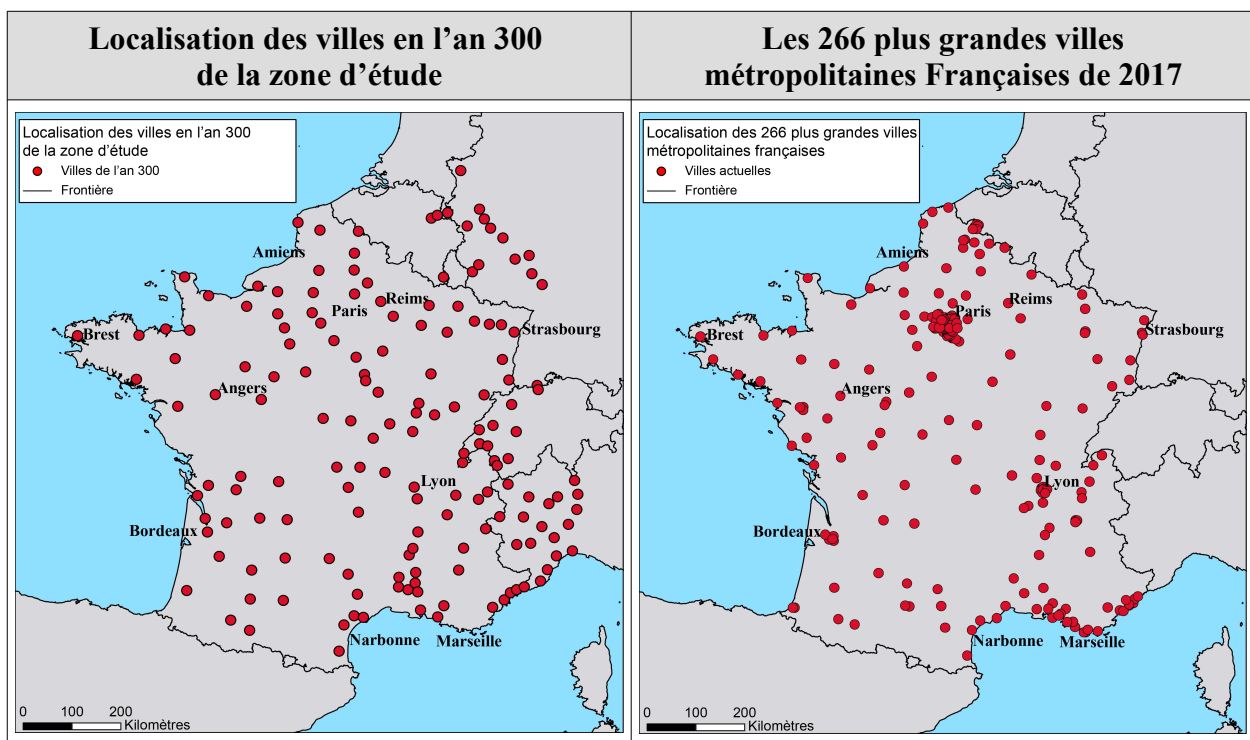 Localisation des villes en l’an 300
de la zone d’étude
Les 266 plus grandes villes
métropolitaines Françaises de 2017
Localisation des villes en l’an 300
de la zone d’étude
Villes de l’an 300
Frontière
Amiens
Reims
Paris
Brest
Strasbourg
Angers
Lyon
Bordeaux
Narbonne
Marseille
0 100 200
Kilomètres
Localisation des 266 plus grandes villes
métropolitaines françaises
Villes actuelles
Frontière
Amiens
Reims
Paris
Brest
Strasbourg
Angers
Lyon
Bordeaux
Narbonne
Marseille
0 100 200
Kilomètres